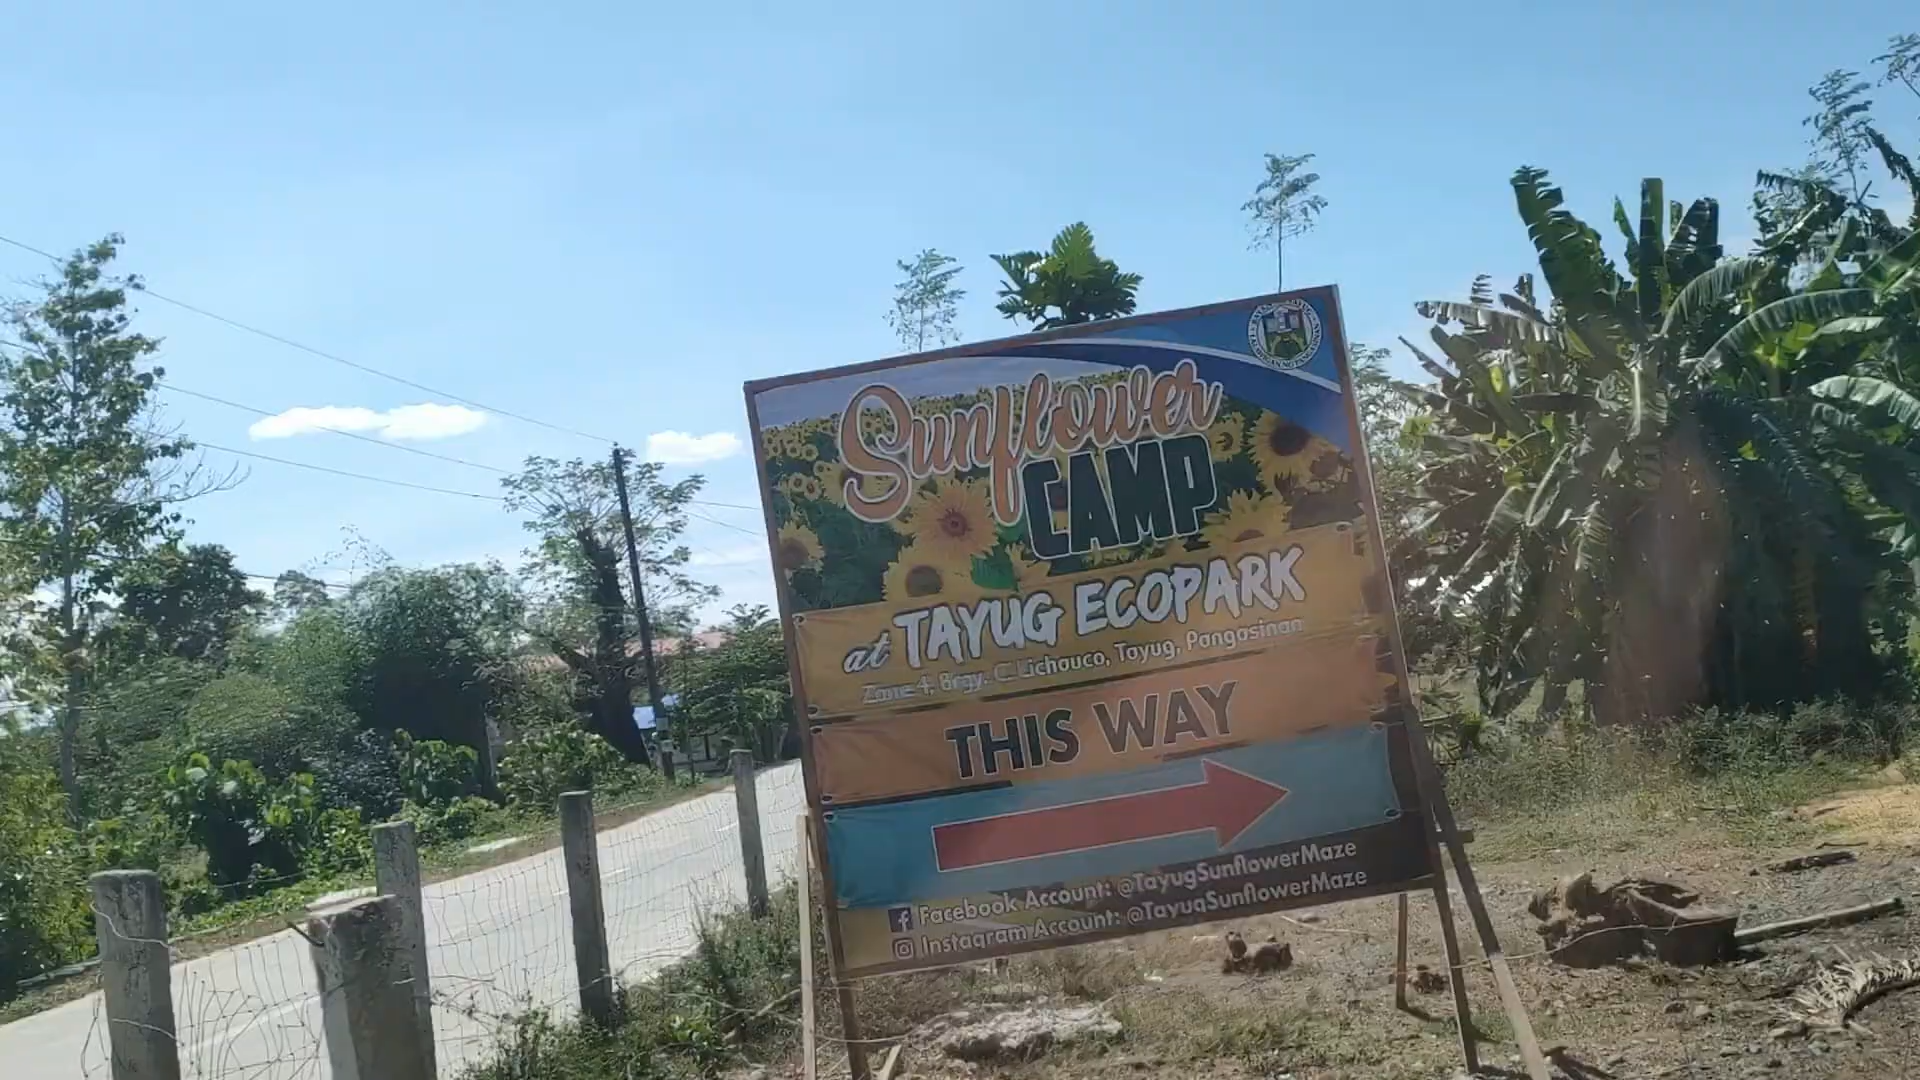 Sunflower
CAMP
at TAYUG ECOPARK
Zone 4, Brgy. C. Lichauco, Tayug, Pangasinan
THIS WAY
Facebook Account: @TayugSunflowerMaze
Instagram Account: @TayugSunflowerMaze